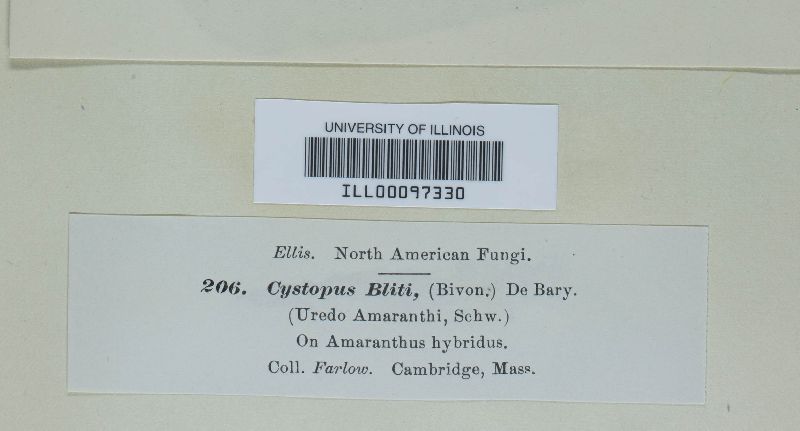 UNIVERSITY OF ILLINOIS
ILL00097330
Ellis. North American Fungi.
206. Cystopus Bliti, (Bivon.) De Bary.
(Uredo Amaranthi, Schw.)
On Amaranthus hybridus.
Coll. Farlow. Cambridge, Mass.